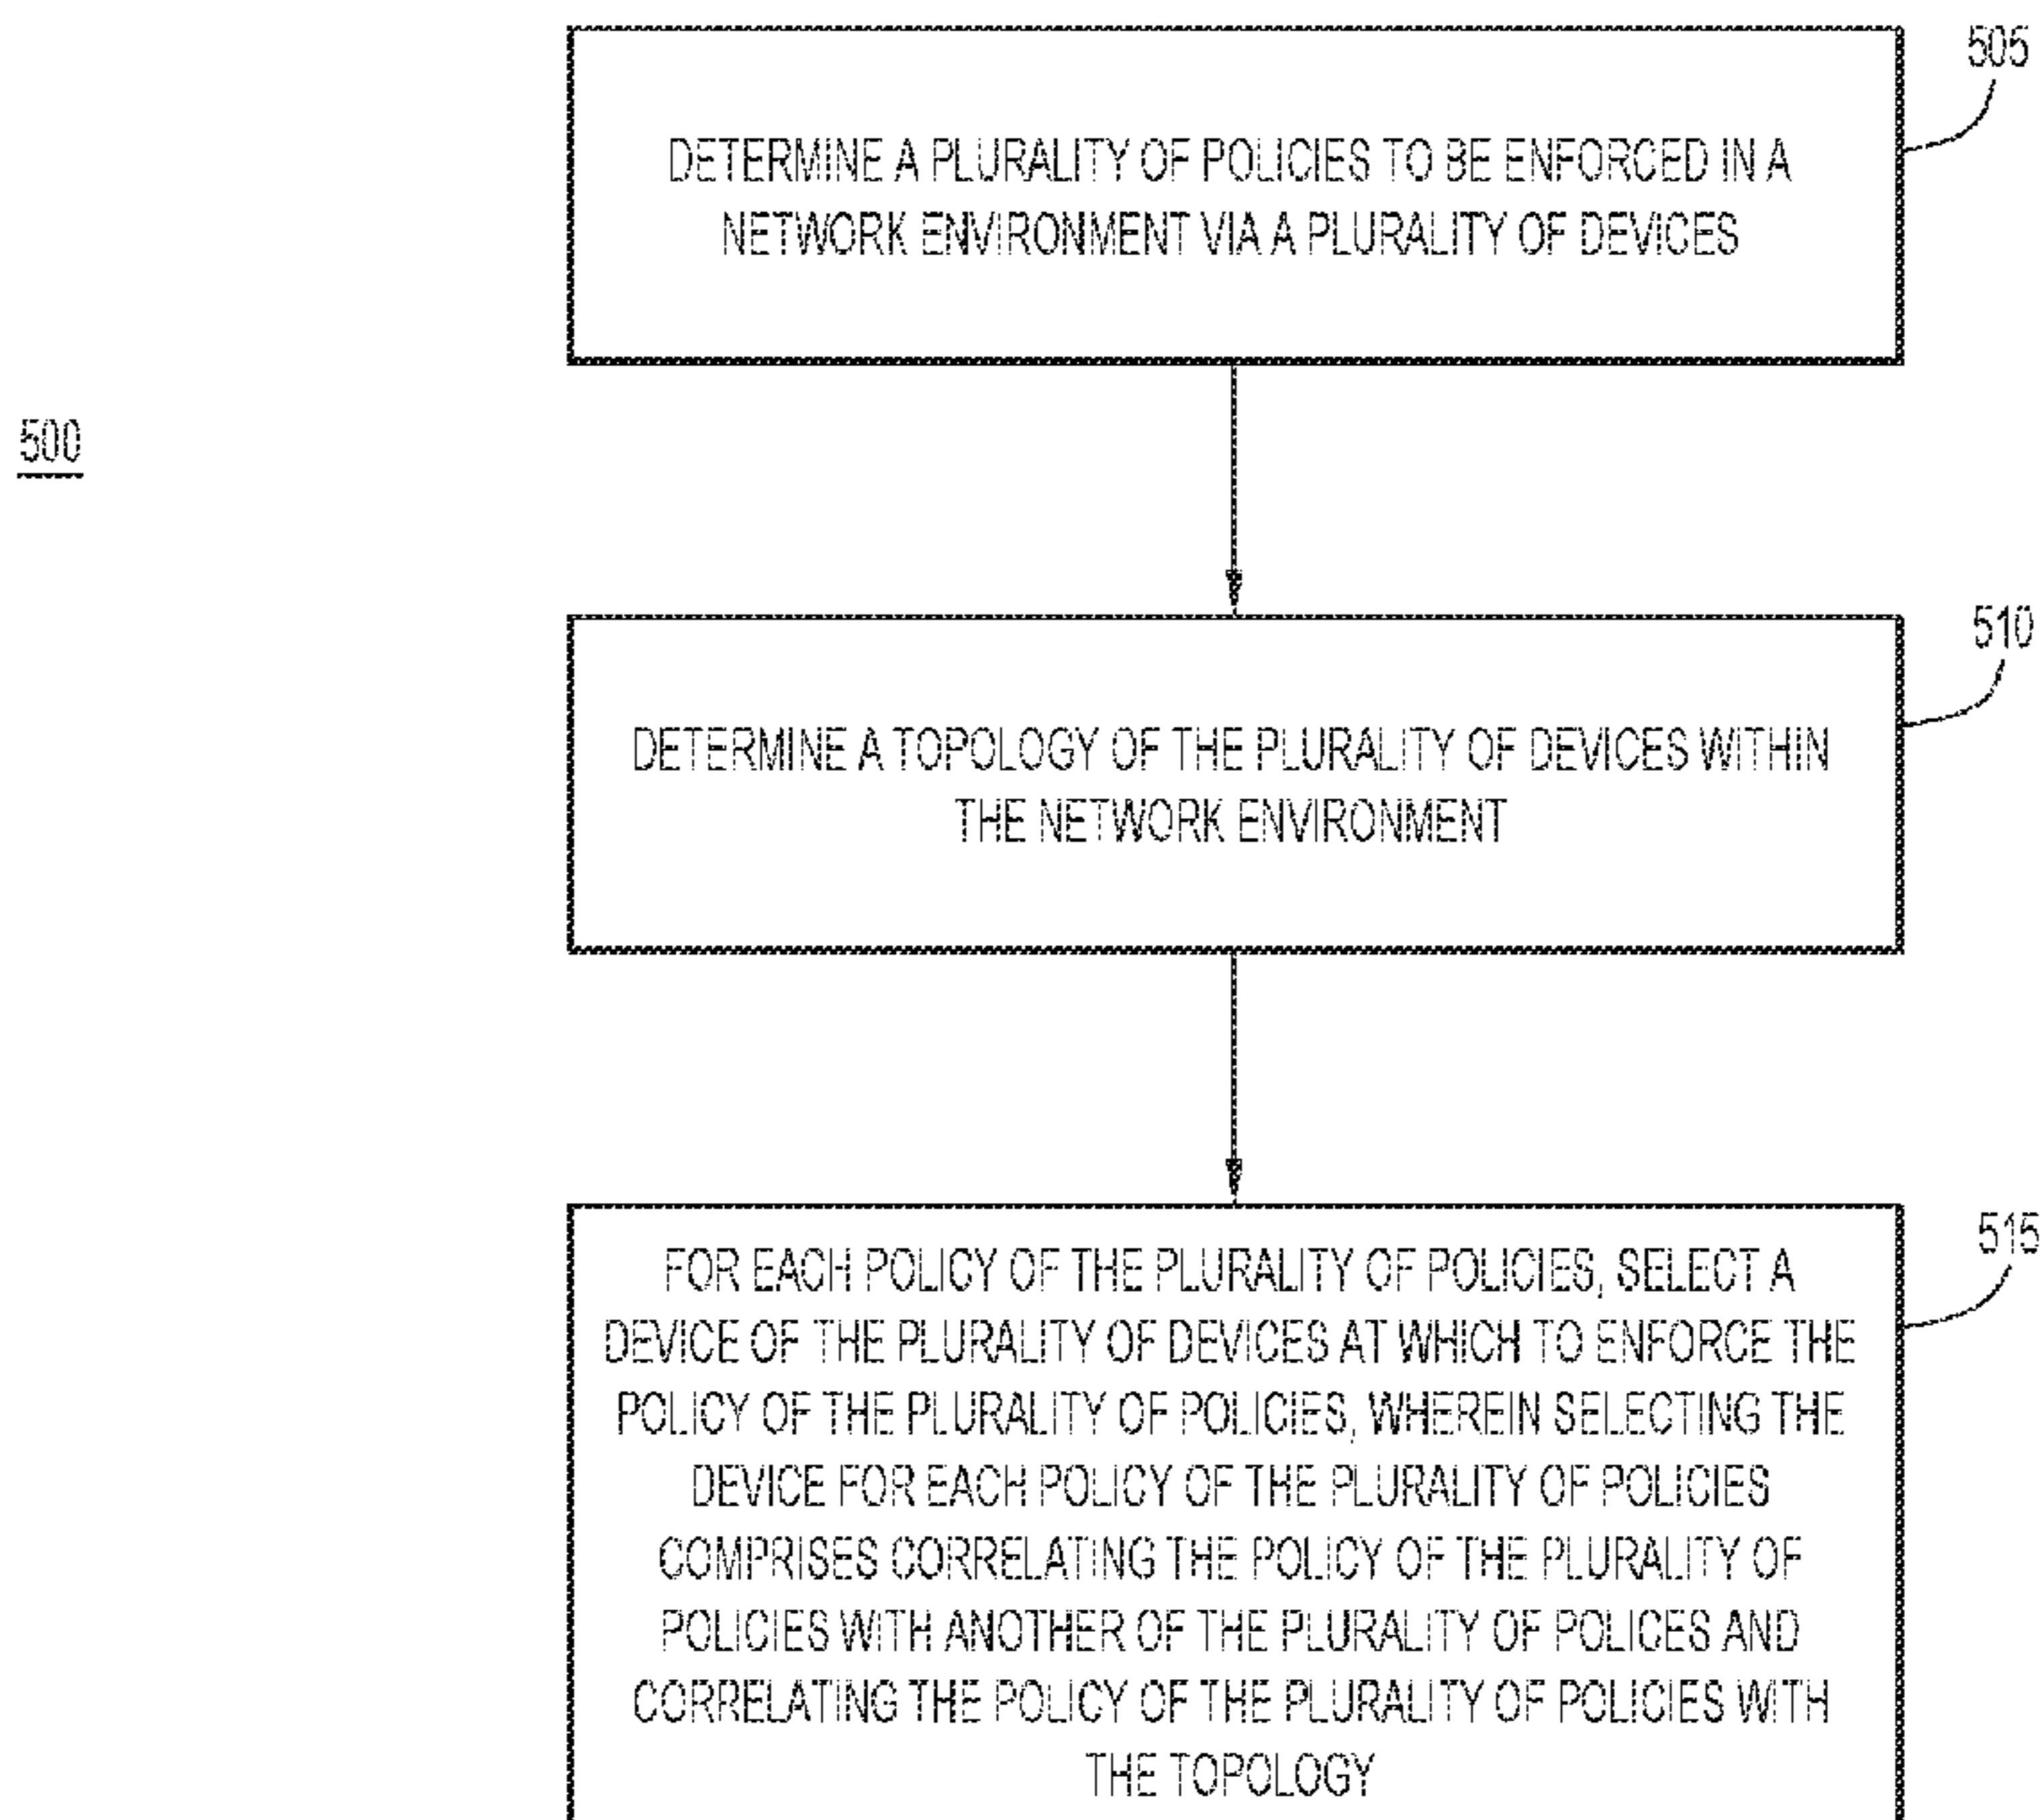 505
DETERMINE A PLURALITY OF POLICIES TO BE ENFORCED IN A
NETWORK ENVIRONMENT VIA A PLURALITY OF DEVICES
500
510
DETERMINE A TOPOLOGY OF THE PLURALITY OF DEVICES WITHIN
THE NETWORK ENVIRONMENT
515
FOR EACH POLICY OF THE PLURALITY OF POLICIES, SELECT A
DEVICE OF THE PLURALITY OF DEVICES AT WHICH TO ENFORCE THE
POLICY OF THE PLURALITY OF POLICIES, WHEREIN SELECTING THE
DEVICE FOR EACH POLICY OF THE PLURALITY OF POLICIES
COMPRISES CORRELATING THE POLICY OF THE PLURALITY OF
POLICIES WITH ANOTHER OF THE PLURALITY OF POLICES AND
CORRELATING THE POLICY OF THE PLURALITY OF POLICIES WITH
THE TOPOLOGY